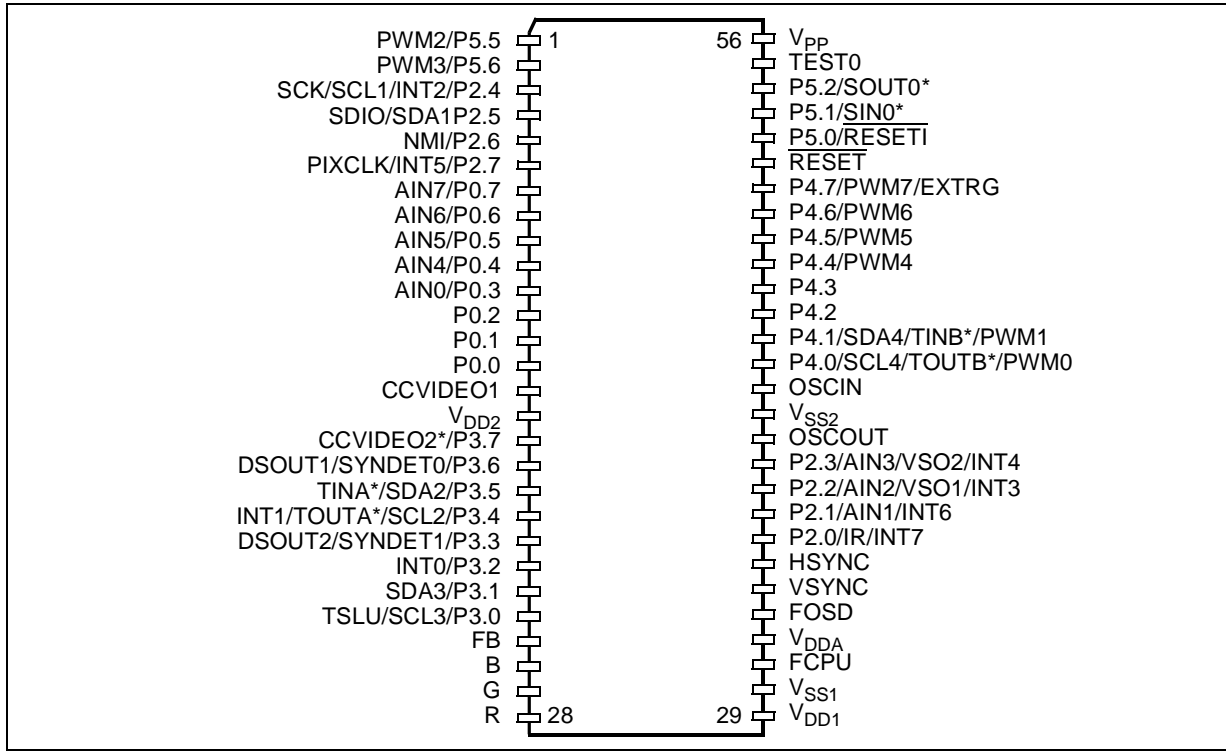 PWM2/P5.5
PWM3/P5.6
SCK/SCL1/INT2/P2.4
SDIO/SDA1P2.5
NMI/P2.6
PIXCLK/INT5/P2.7
AIN7/P0.7
AIN6/P0.6
AIN5/P0.5
AIN4/P0.4
AIN0/P0.3
P0.2
P0.1
P0.0
CCVIDEO1
VDD2
CCVIDEO2*/P3.7
DSOUT1/SYNDET0/P3.6
TINA*/SDA2/P3.5
INT1/TOUTA*/SCL2/P3.4
DSOUT2/SYNDET1/P3.3
INT0/P3.2
SDA3/P3.1
TSLU/SCL3/P3.0
FB
B
G
R
1
28
56
29
VPP
TEST0
P5.2/SOUT0*
P5.1/SIN0*
P5.0/RESETI
RESET
P4.7/PWM7/EXTRG
P4.6/PWM6
P4.5/PWM5
P4.4/PWM4
P4.3
P4.2
P4.1/SDA4/TINB*/PWM1
P4.0/SCL4/TOUTB*/PWM0
OSCIN
VSS2
OSCOUT
P2.3/AIN3/VSO2/INT4
P2.2/AIN2/VSO1/INT3
P2.1/AIN1/INT6
P2.0/IR/INT7
HSYNC
VSYNC
FOSD
VDDA
FCPU
VSS1
VDD1